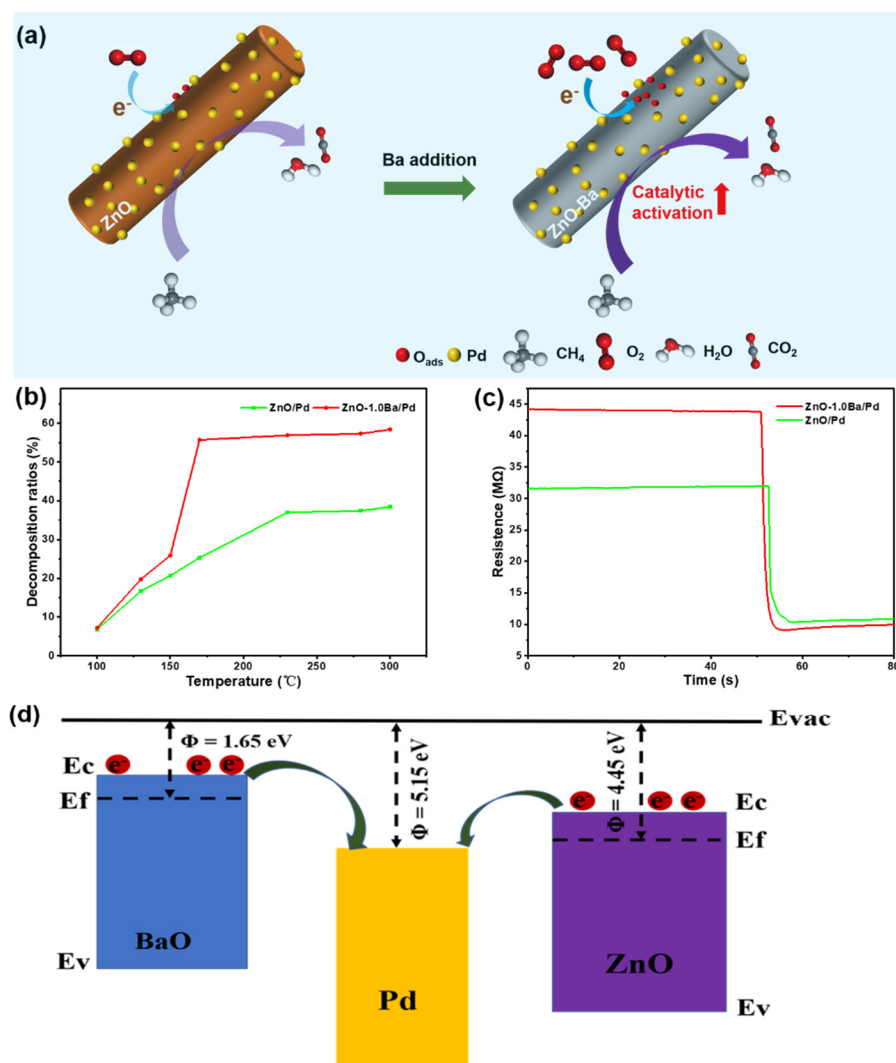 (a)
e⁻
ZnO
Ba addition
e⁻
ZnO-Ba
Catalytic
activation
Oads Pd CH4 O2 H2O CO2
(b)
ZnO/Pd ZnO-1.0Ba/Pd
60
50
40
30
20
10
0
Decomposition ratios (%)
100 150 200 250 300
Temperature (℃)
(c)
ZnO-1.0Ba/Pd
ZnO/Pd
45
40
35
30
25
20
15
10
5
Resistence (MΩ)
0 20 40 60 80
Time (s)
(d)
Evac
Φ = 1.65 eV
Φ = 5.15 eV
Φ = 4.45 eV
Ec
e⁻ e⁻ e⁻
Ef
BaO
Ev
Pd
e⁻ e⁻ e⁻
Ec
Ef
ZnO
Ev